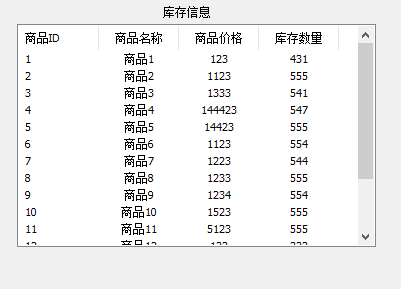 库存信息
商品ID 商品名称 商品价格 库存数量
1 商品1 123 431
2 商品2 1123 555
3 商品3 1333 541
4 商品4 144423 547
5 商品5 14423 555
6 商品6 1123 554
7 商品7 1223 544
8 商品8 1233 555
9 商品9 1234 554
10 商品10 1523 555
11 商品11 5123 555